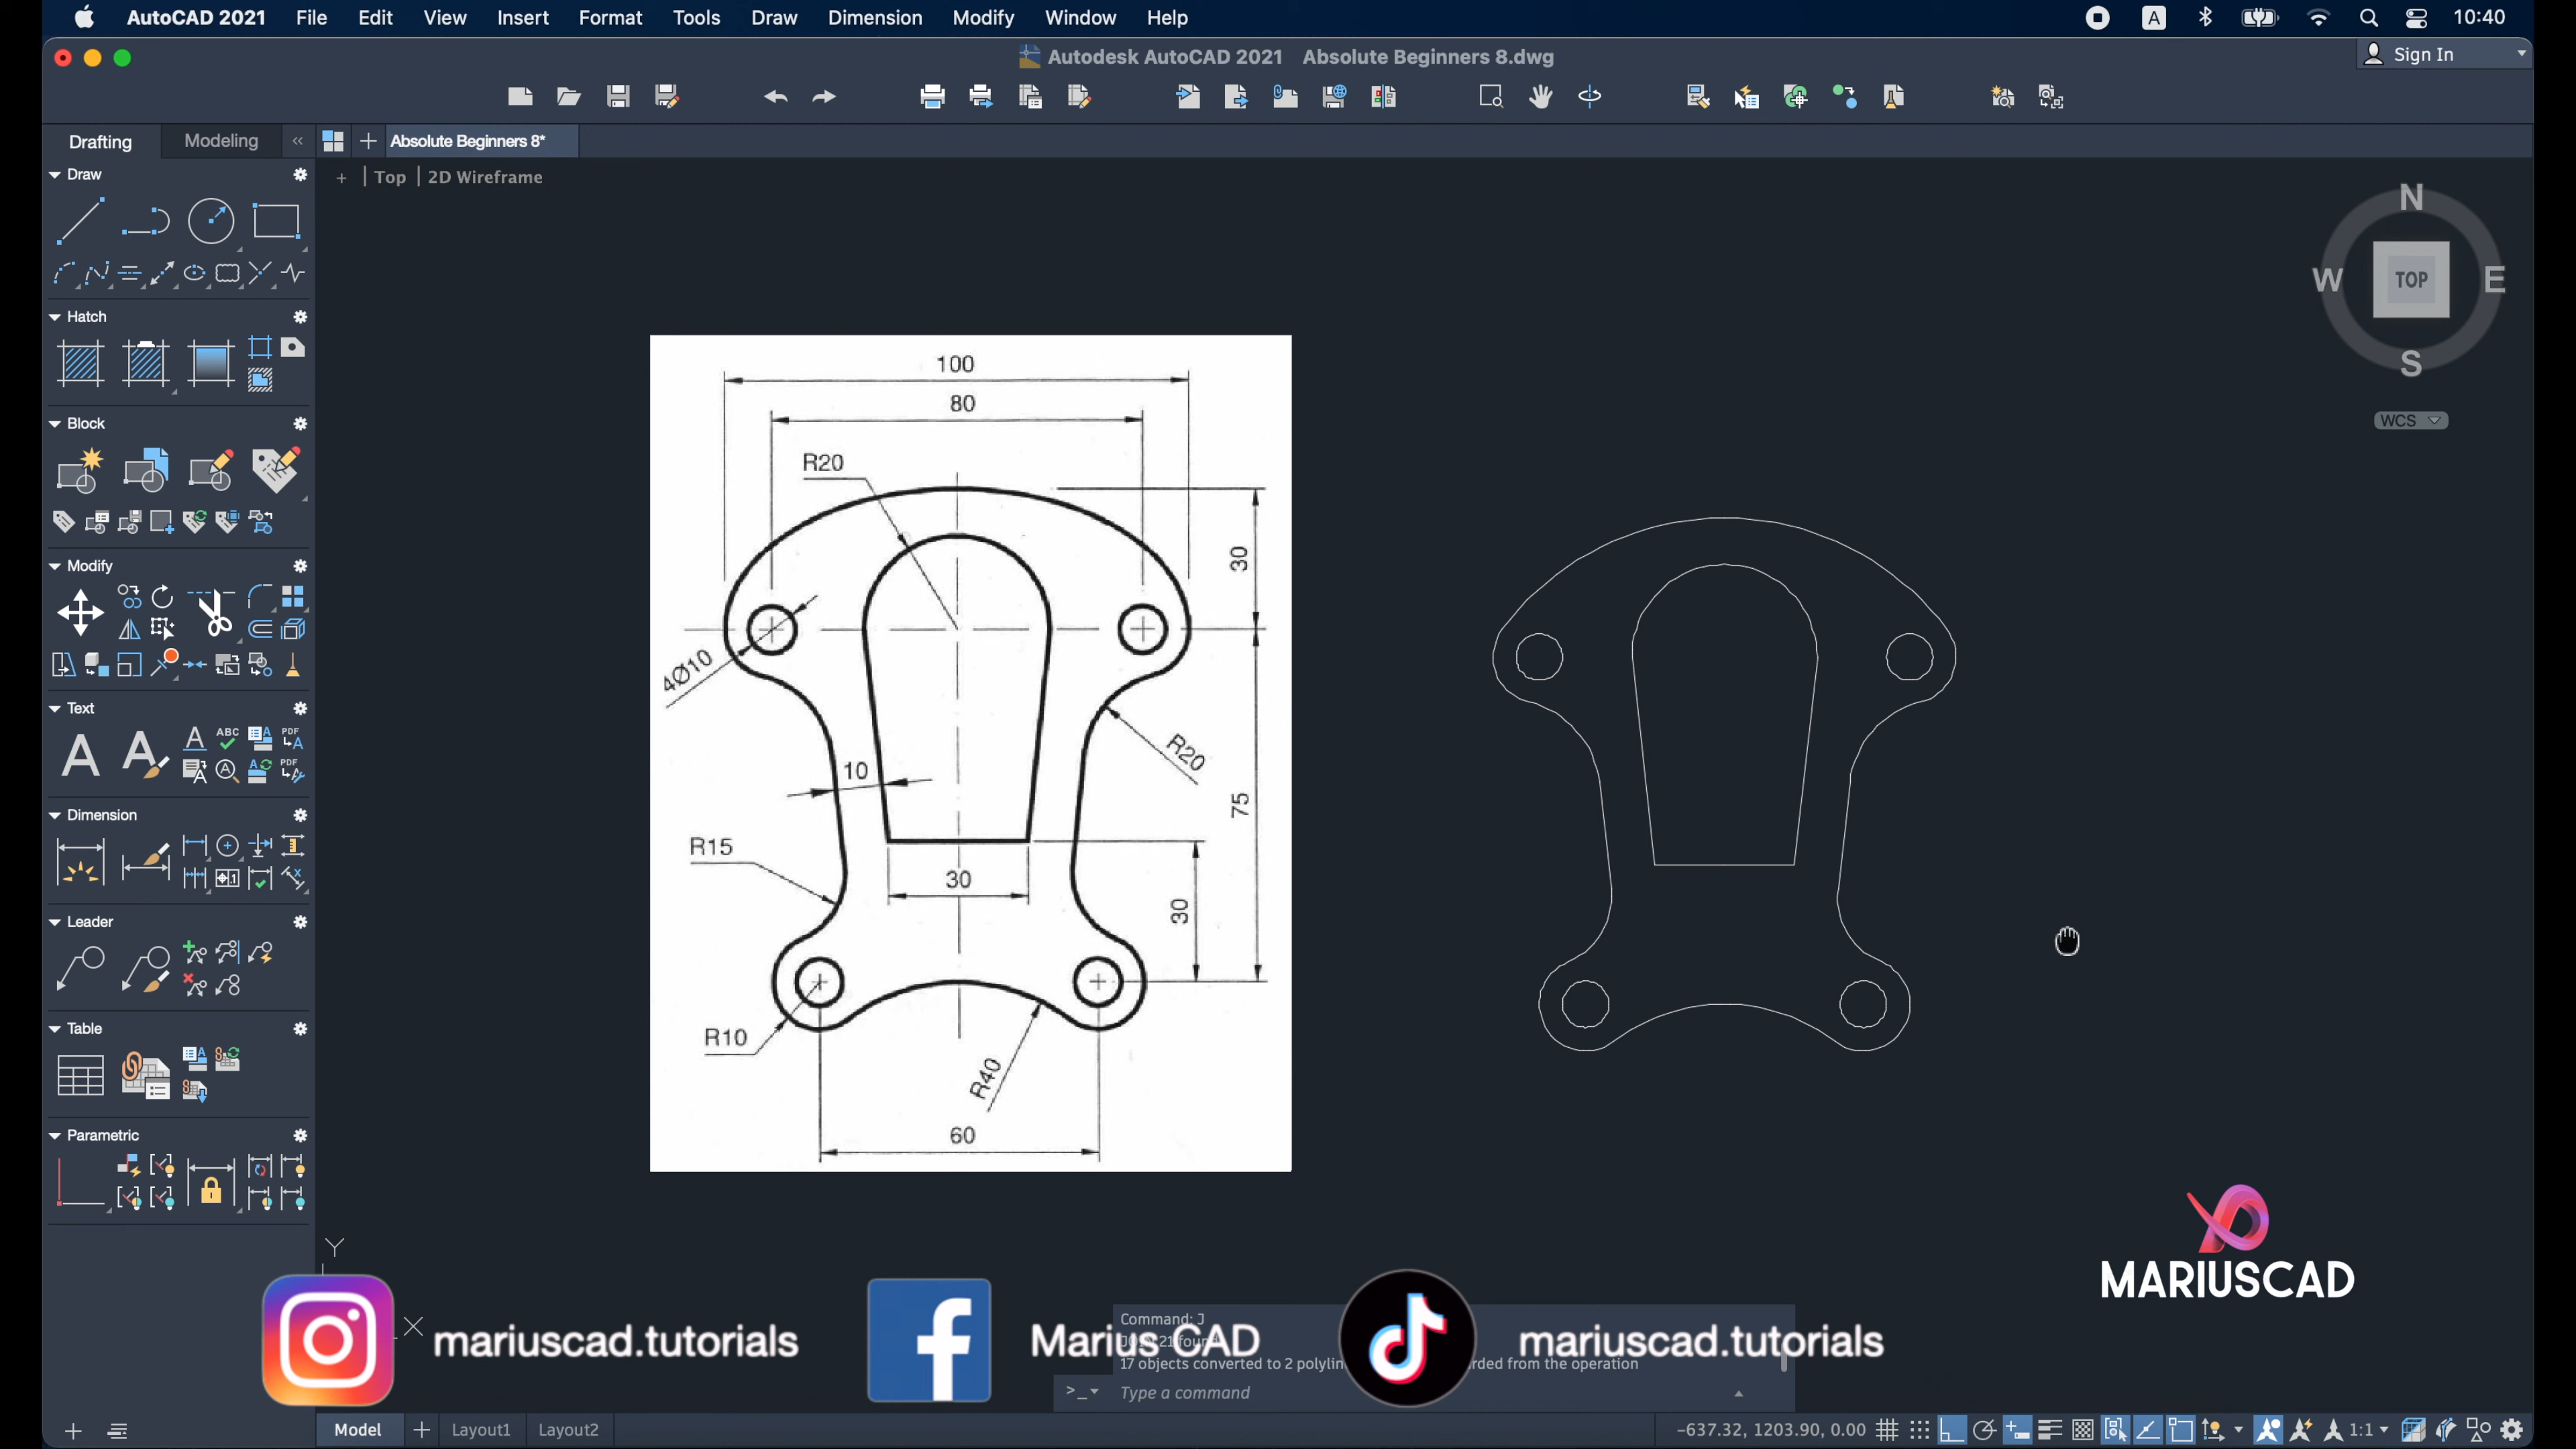 AutoCAD 2021 File Edit View Insert Format Tools Draw Dimension Modify Window Help A 10:40
Autodesk AutoCAD 2021 Absolute Beginners 8.dwg
Sign In
Drafting Modeling « + Absolute Beginners 8*
+ Top 2D Wireframe
Draw
Hatch
Block
Modify
Text
Dimension
Leader
Table
Parametric
N
W TOP E
S
WCS
100
80
R20
30
4Ø10
R20
10
75
R15
30
30
R10
R40
60
MARIUSCAD
Y
X
mariuscad.tutorials
Marius CAD
mariuscad.tutorials
Command: J
17 objects converted to 2 from the operation
>_ Type a command
Model + Layout1 Layout2
-637.32, 1203.90, 0.00 1:1